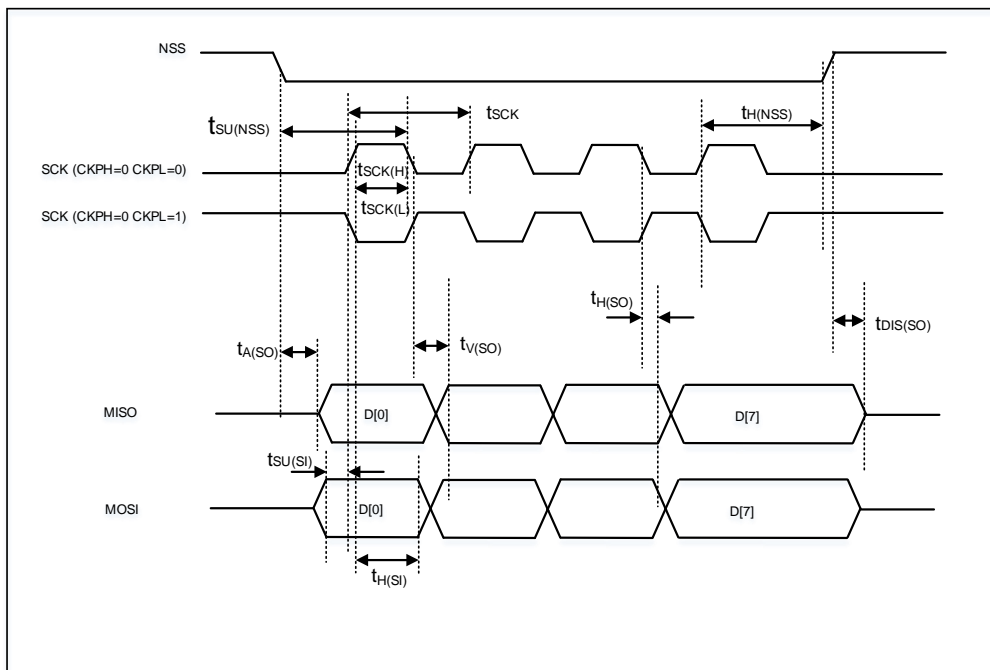 NSS
tSCK
tH(NSS)
tSU(NSS)
SCK (CKPH=0 CKPL=0)
tSCK(H)
tSCK(L)
SCK (CKPH=0 CKPL=1)
tH(SO)
tDIS(SO)
tA(SO)
tV(SO)
MISO
D[0]
D[7]
tSU(SI)
MOSI
D[0]
D[7]
tH(SI)